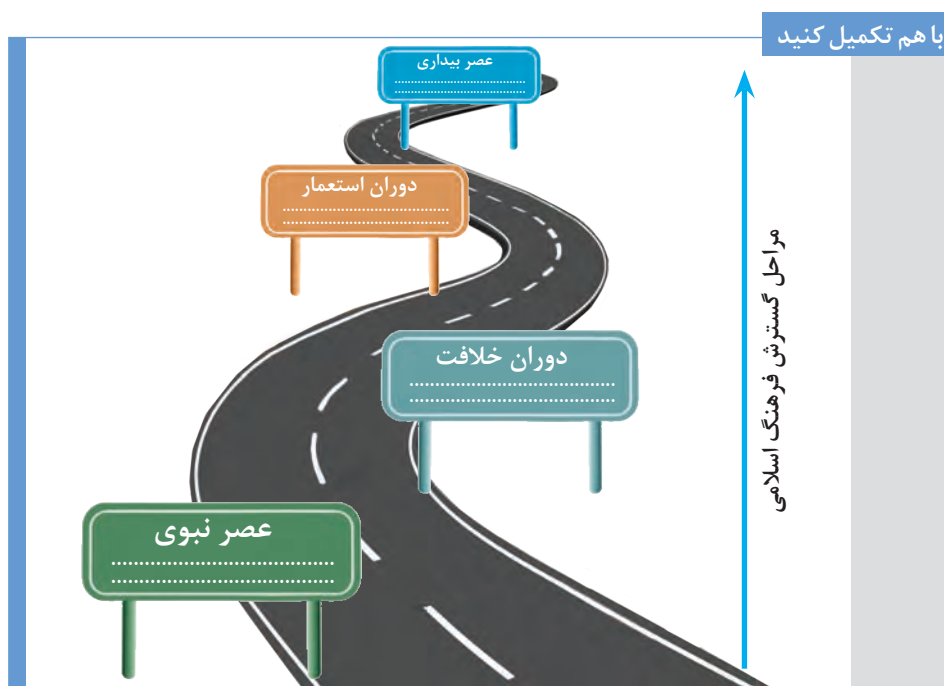 با هم تکمیل کنید
عصر بیداری
دوران استعمار
دوران خلافت
عصر نبوی
مراحل گسترش فرهنگ اسلامی